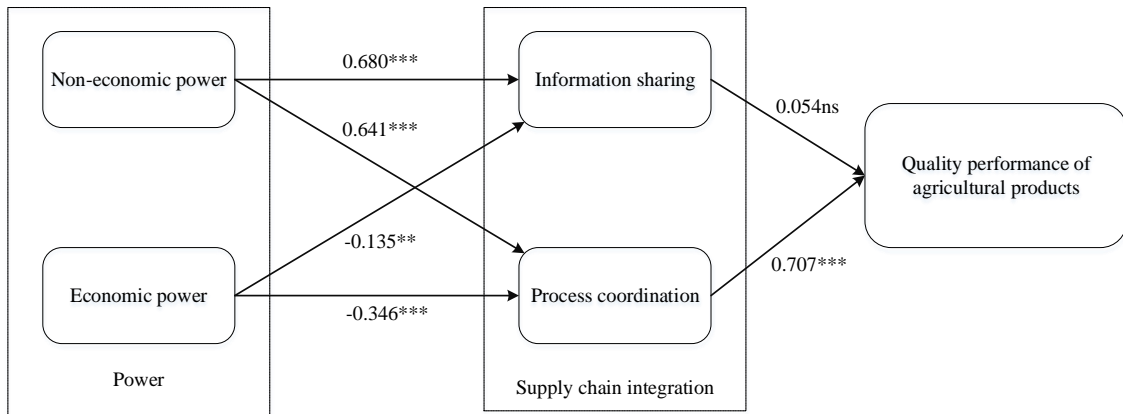 Non-economic power
0.680***
Information sharing
0.054ns
0.641***
Quality performance of
agricultural products
-0.135**
Economic power
-0.346***
Process coordination
0.707***
Power
Supply chain integration